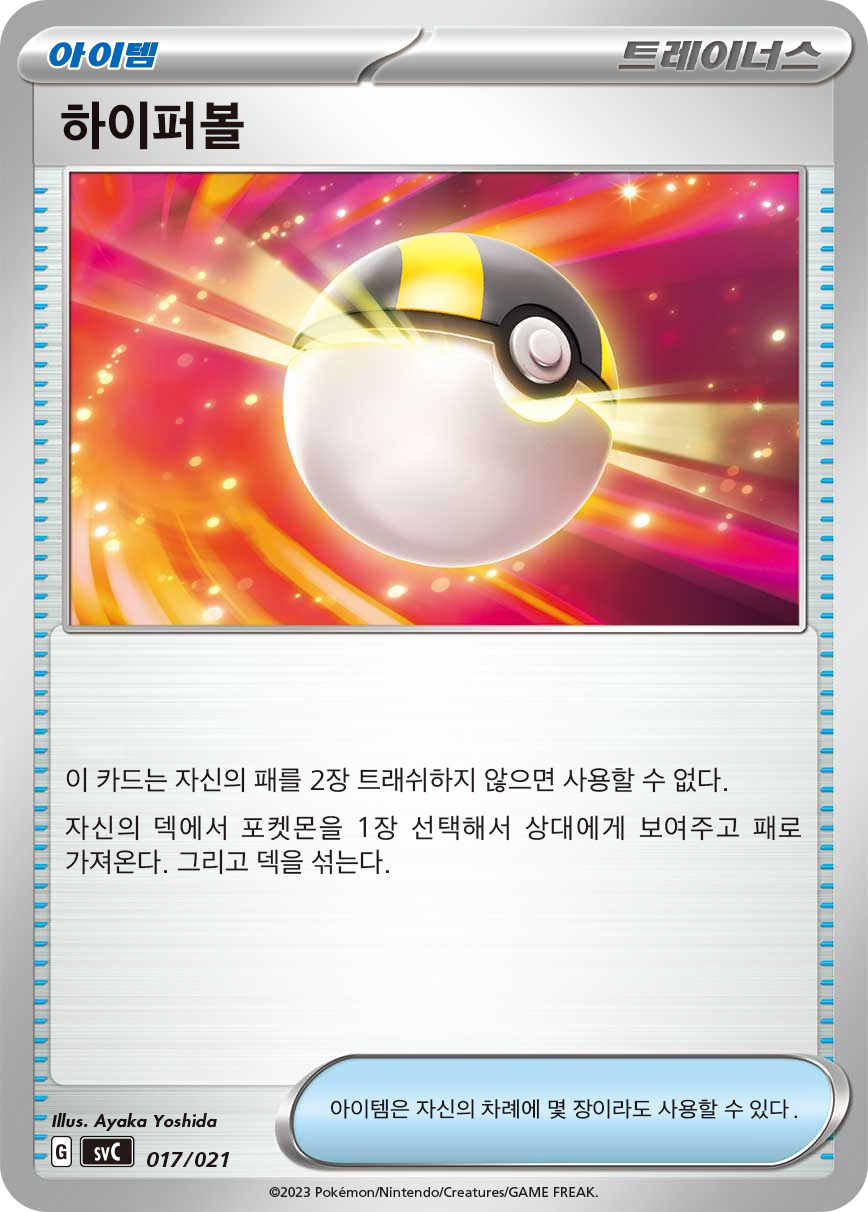 아이템 트레이너스
하이퍼볼
이 카드는 자신의 패를 2장 트래쉬하지 않으면 사용할 수 없다.
자신의 덱에서 포켓몬을 1장 선택해서 상대에게 보여주고 패로
가져온다. 그리고 덱을 섞는다.
아이템은 자신의 차례에 몇 장이라도 사용할 수 있다.
Illus. Ayaka Yoshida
G svC 017/021
©2023 Pokémon/Nintendo/Creatures/GAME FREAK.